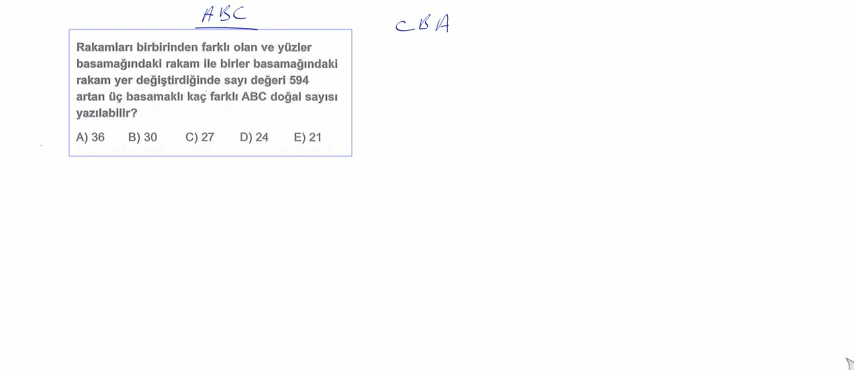 ABC
CBA
Rakamları birbirinden farklı olan ve yüzler
basamağındaki rakam ile birler basamağındaki
rakam yer değiştirdiğinde sayı değeri 594
artan üç basamaklı kaç farklı ABC doğal sayısı
yazılabilir?
A) 36 B) 30 C) 27 D) 24 E) 21